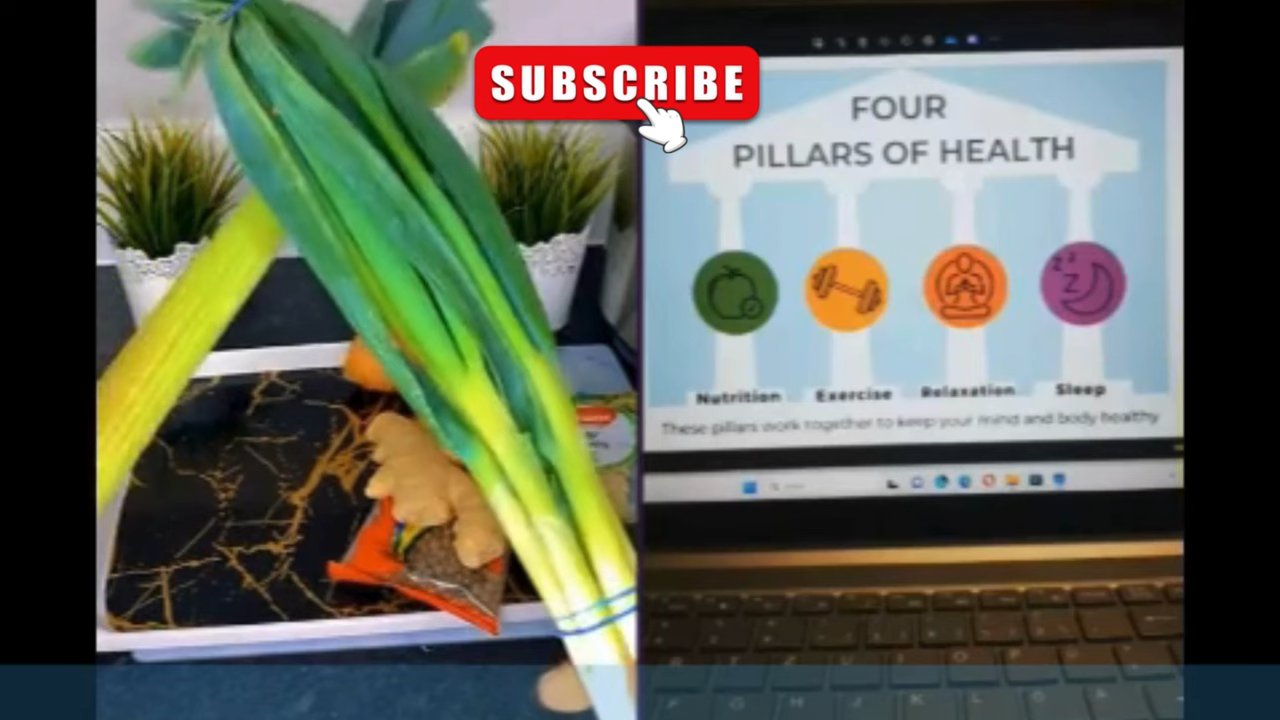 SUBSCRIBE
FOUR
PILLARS OF HEALTH
Nutrition Exercise Relaxation Sleep
These pillars work together to keep your mind and body healthy